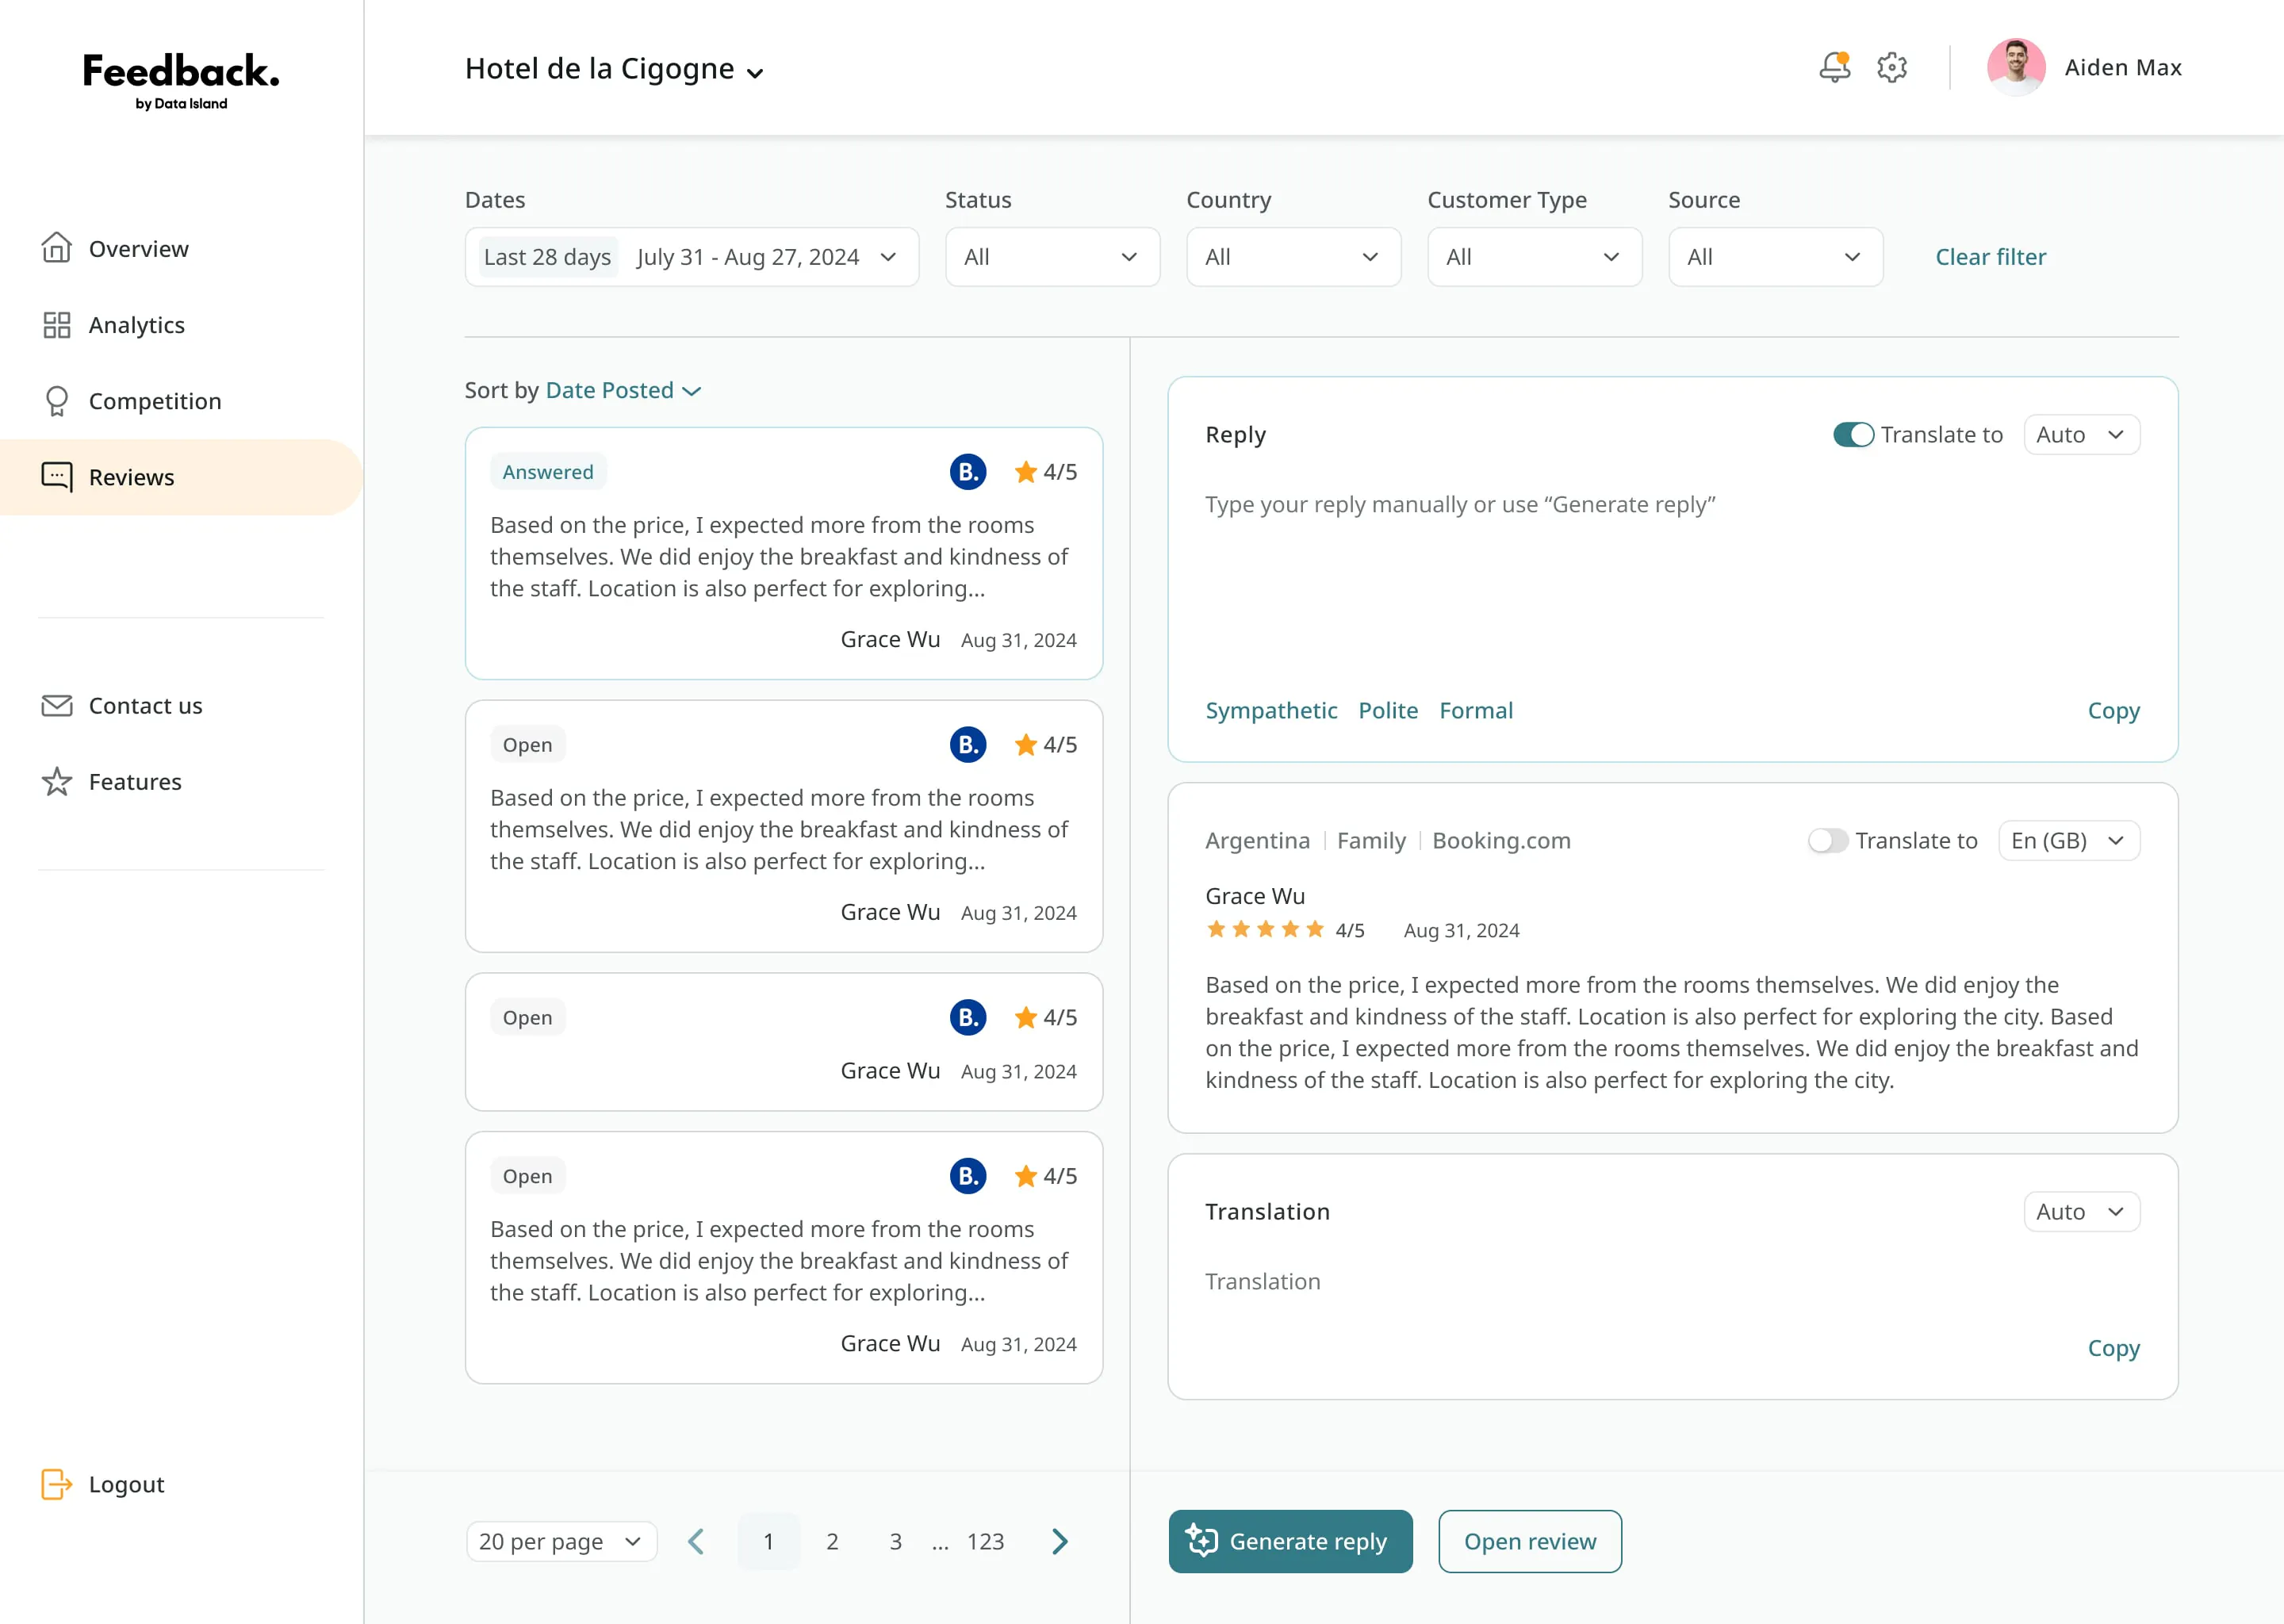 Feedback.
by Data Island
Overview
Analytics
Competition
Reviews
Contact us
Features
Logout
Hotel de la Cigogne
Aiden Max
Dates
Status
Country
Customer Type
Source
Last 28 days July 31 - Aug 27, 2024
All
All
All
All
Clear filter
Sort by Date Posted
Answered B. 4/5
Based on the price, I expected more from the rooms
themselves. We did enjoy the breakfast and kindness of
the staff. Location is also perfect for exploring...
Grace Wu Aug 31, 2024
Open B. 4/5
Based on the price, I expected more from the rooms
themselves. We did enjoy the breakfast and kindness of
the staff. Location is also perfect for exploring...
Grace Wu Aug 31, 2024
Open B. 4/5
Grace Wu Aug 31, 2024
Open B. 4/5
Based on the price, I expected more from the rooms
themselves. We did enjoy the breakfast and kindness of
the staff. Location is also perfect for exploring...
Grace Wu Aug 31, 2024
20 per page 1 2 3 ... 123
Reply Translate to Auto
Type your reply manually or use “Generate reply”
Sympathetic Polite Formal Copy
Argentina Family Booking.com Translate to En (GB)
Grace Wu
4/5 Aug 31, 2024
Based on the price, I expected more from the rooms themselves. We did enjoy the
breakfast and kindness of the staff. Location is also perfect for exploring the city. Based
on the price, I expected more from the rooms themselves. We did enjoy the breakfast and
kindness of the staff. Location is also perfect for exploring the city.
Translation Auto
Translation
Copy
Generate reply Open review